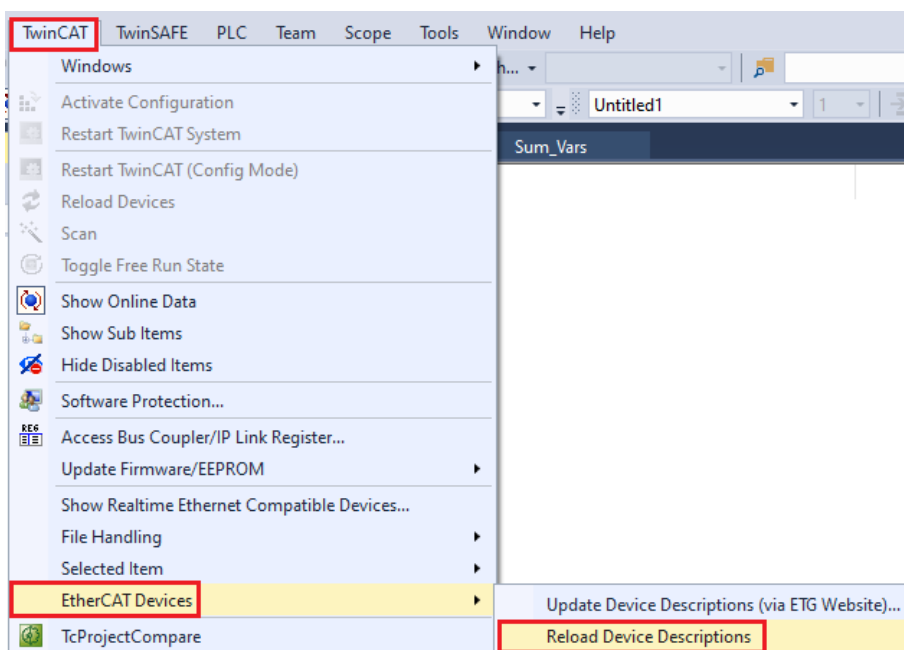 TwinCAT TwinSAFE PLC Team Scope Tools Window Help
Windows
h...
Activate Configuration
Untitled1 1
Restart TwinCAT System
Sum_Vars
Restart TwinCAT (Config Mode)
Reload Devices
Scan
Toggle Free Run State
Show Online Data
Show Sub Items
Hide Disabled Items
Software Protection...
REG
Access Bus Coupler/IP Link Register...
Update Firmware/EEPROM
Show Realtime Ethernet Compatible Devices...
File Handling
Selected Item
EtherCAT Devices
Update Device Descriptions (via ETG Website)...
TcProjectCompare
Reload Device Descriptions